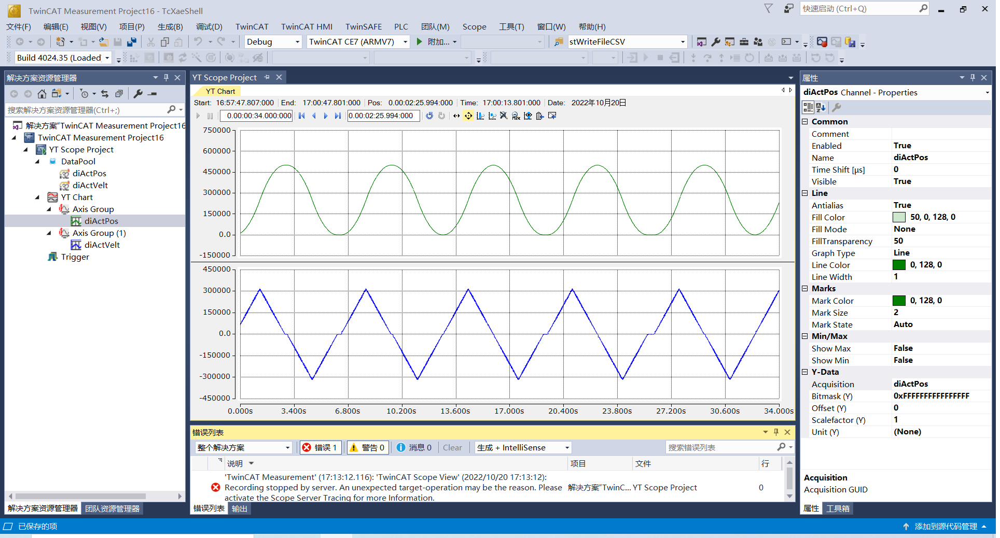 TwinCAT Measurement Project16 - TcXaeShell
快速启动 (Ctrl+Q)
文件(F) 编辑(E) 视图(V) 项目(P) 生成(B) 调试(D) TwinCAT TwinCAT HMI TwinSAFE PLC 团队(M) Scope 工具(T) 窗口(W) 帮助(H)
Debug TwinCAT CE7 (ARMV7) 附加... stWriteFileCSV
Build 4024.35 (Loaded)
解决方案资源管理器
搜索解决方案资源管理器(Ctrl+;)
解决方案"TwinCAT Measurement Project16
TwinCAT Measurement Project16
YT Scope Project
DataPool
diActPos
diActVelt
YT Chart
Axis Group
diActPos
Axis Group (1)
diActVelt
Trigger
解决方案资源管理器 团队资源管理器
YT Scope Project
YT Chart
Start: 16:57:47.807:000 End: 17:00:47.801:000 Pos: 0.00:02:25.994:000 Time: 17:00:13.801:000 Date: 2022年10月20日
0.00:00:34.000:000 0.00:02:25.994:000
750000
600000
450000
300000
150000
0.0
-150000
450000
300000
150000
0.0
-150000
-300000
-450000
0.000s 3.400s 6.800s 10.200s 13.600s 17.000s 20.400s 23.800s 27.200s 30.600s 34.000s
错误列表
整个解决方案 错误 1 警告 0 消息 0 Clear 生成 + IntelliSense 搜索错误列表
说明 项目 文件 行
'TwinCAT Measurement' (17:13:12.116): 'TwinCAT Scope View' (2022/10/20 17:13:12):
Recording stopped by server. An unexpected target-operation may be the reason. Please 解决方案"TwinC... YT Scope Project 0
activate the Scope Server Tracing for more Information.
错误列表 输出
属性
diActPos Channel - Properties
Common
Comment
Enabled True
Name diActPos
Time Shift [µs] 0
Visible True
Line
Antialias True
Fill Color 50, 0, 128, 0
Fill Mode None
FillTransparency 50
Graph Type Line
Line Color 0, 128, 0
Line Width 1
Marks
Mark Color 0, 128, 0
Mark Size 2
Mark State Auto
Min/Max
Show Max False
Show Min False
Y-Data
Acquisition diActPos
Bitmask (Y) 0xFFFFFFFFFFFFFFFF
Offset (Y) 0
Scalefactor (Y) 1
Unit (Y) (None)
Acquisition
Acquisition GUID
属性 工具箱
已保存的项 添加到源代码管理